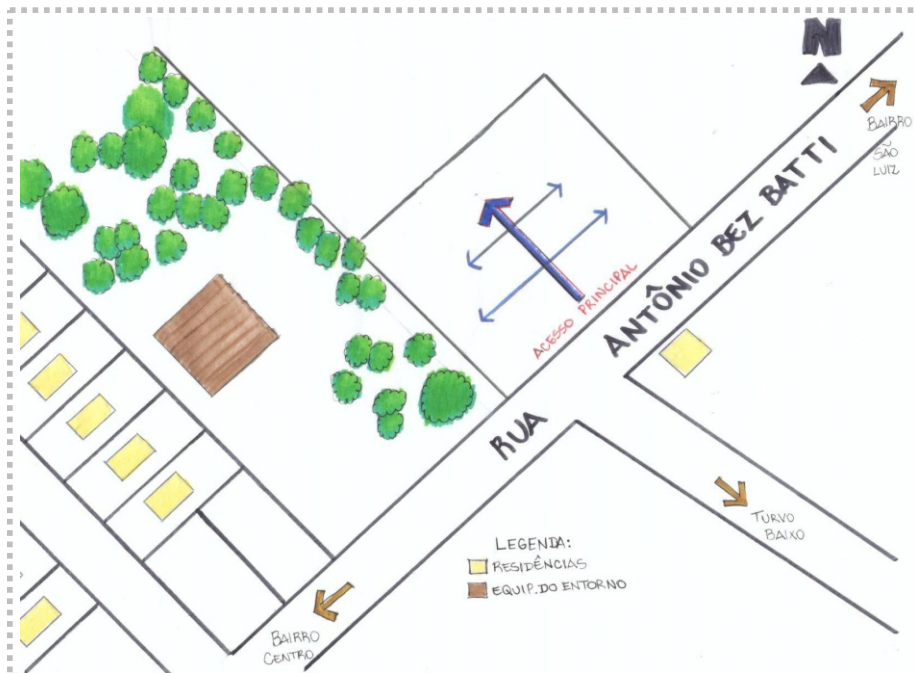 N
BAIRRO
SÃO
LUIZ
RUA ANTÔNIO BEZ BATTI
ACESSO PRINCIPAL
TURVO
BAIXO
LEGENDA:
RESIDÊNCIAS
EQUIP. DO ENTORNO
BAIRRO
CENTRO